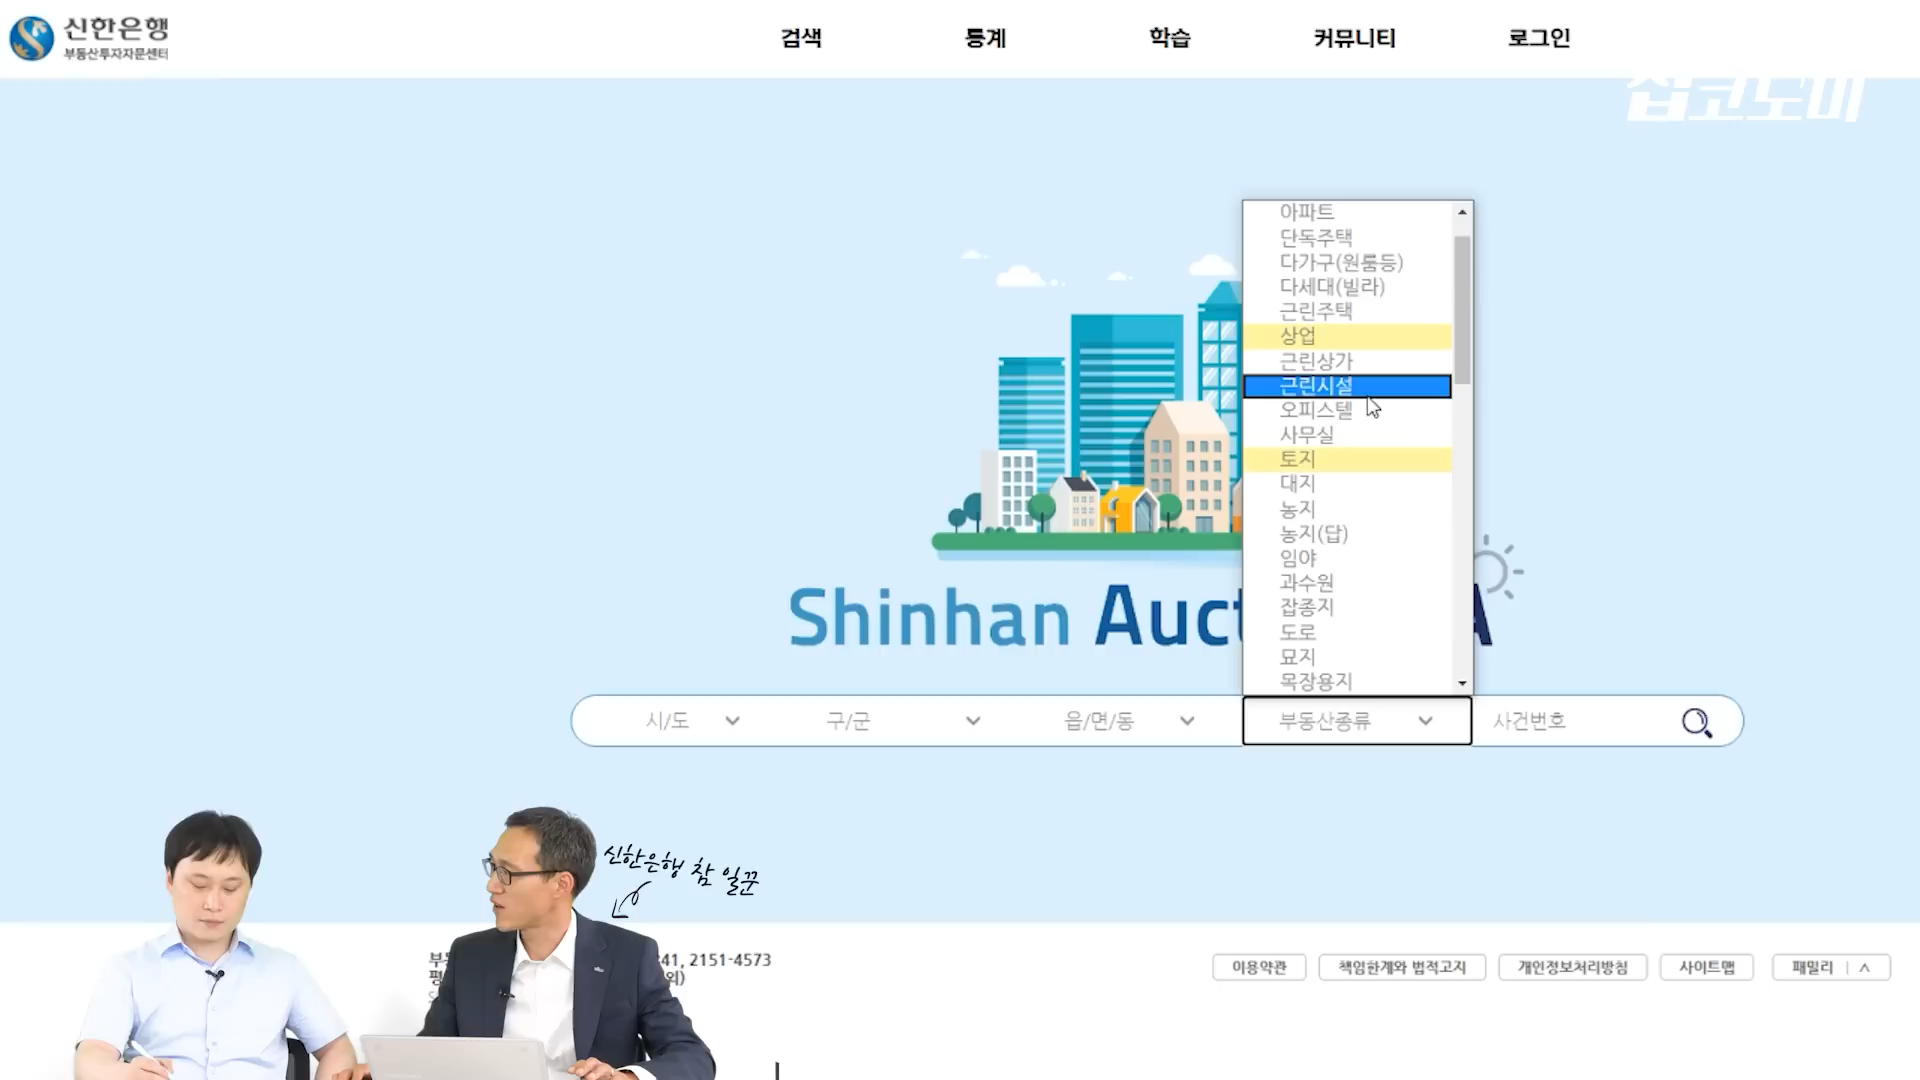 신한은행
부동산투자자문센터
검색
통계
학습
커뮤니티
로그인
집코노미
아파트
단독주택
다가구(원룸등)
다세대(빌라)
근린주택
상업
근린상가
근린시설
오피스텔
사무실
토지
대지
농지
농지(답)
임야
과수원
잡종지
도로
묘지
목장용지
Shinhan Auct
A
시/도
구/군
읍/면/동
부동산종류
사건번호
신한은행 참 일꾼
부
41, 2151-4573
평
외)
이용약관
책임한계와 법적고지
개인정보처리방침
사이트맵
패밀리